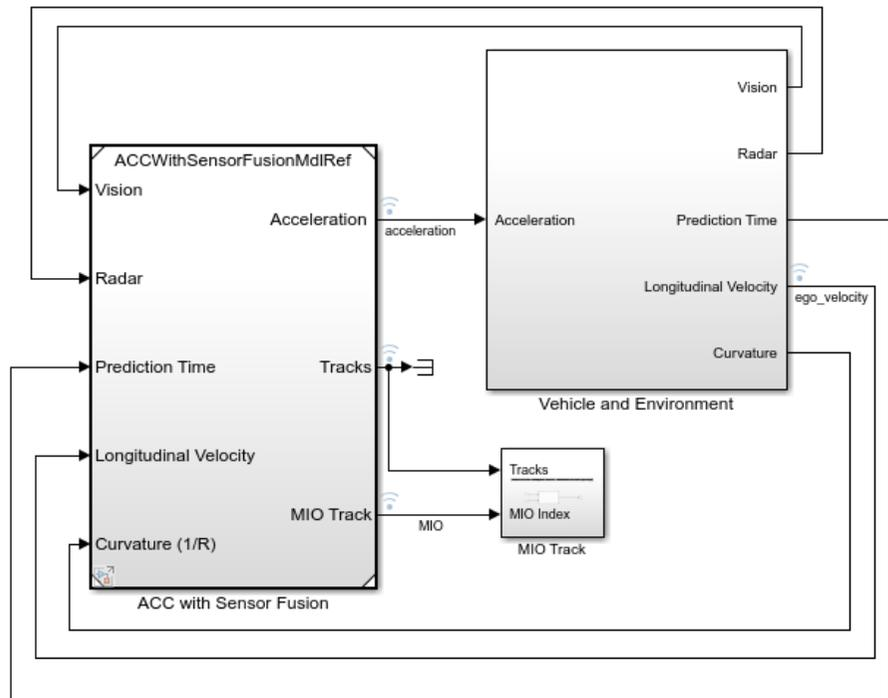 ACCWithSensorFusionMdlRef
Vision
Radar
Prediction Time
Longitudinal Velocity
Curvature (1/R)
Acceleration
Tracks
MIO Track
ACC with Sensor Fusion
acceleration
MIO
Acceleration
Vision
Radar
Prediction Time
Longitudinal Velocity
Curvature
Vehicle and Environment
ego_velocity
Tracks
MIO Index
MIO Track